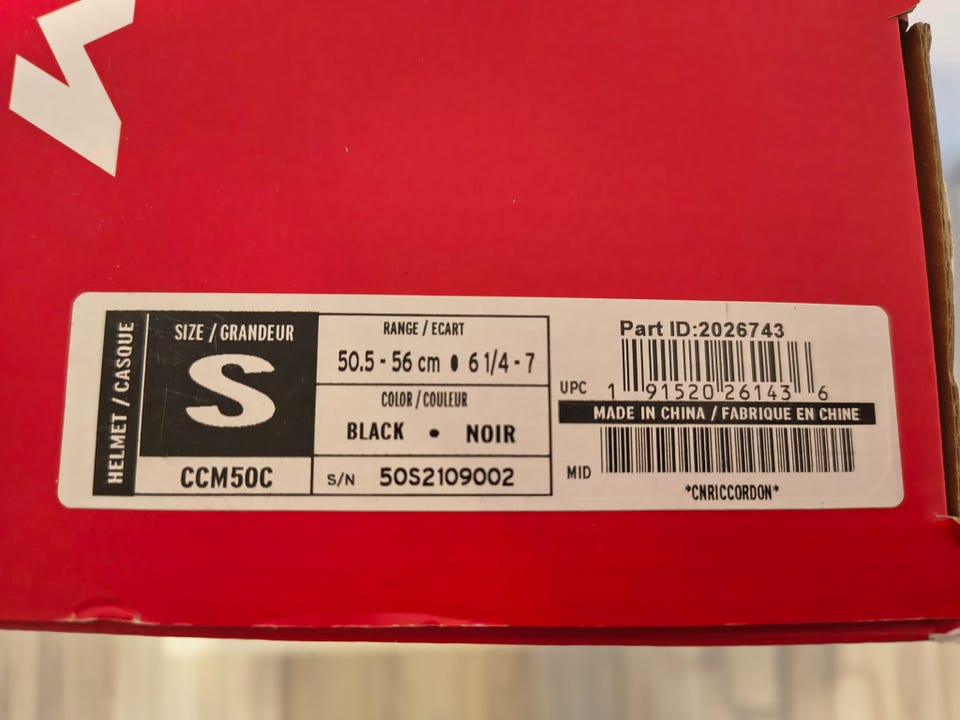 HELMET / CASQUE
SIZE / GRANDEUR
S
CCM50C
RANGE / ECART
50.5 - 56 cm • 6 1/4 - 7
COLOR / COULEUR
BLACK • NOIR
S/N 50S2109002
Part ID:2026743
UPC 1 91520 26143 6
MADE IN CHINA / FABRIQUE EN CHINE
MID
*CNRICCORDON*